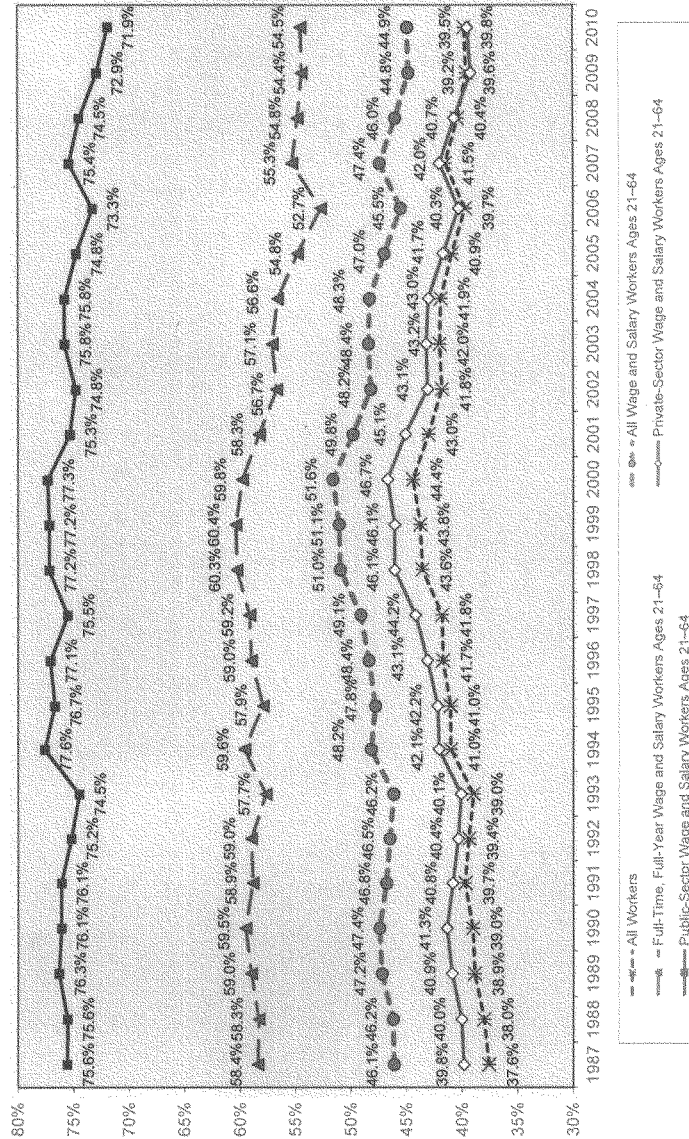 80%
75%
70%
65%
60%
55%
50%
45%
40%
35%
30%
75.6% 75.6% 76.3% 76.1% 76.1% 75.2% 74.5% 77.6% 76.7% 77.1% 75.5% 77.2% 77.2% 77.3% 75.3% 74.8% 75.8% 75.8% 74.8% 73.3% 75.4% 74.5% 72.9% 71.9%
58.4% 58.3% 59.0% 59.5% 58.9% 59.0% 57.7% 59.6% 57.9% 59.0% 59.2% 60.3% 60.4% 59.8% 58.3% 56.7% 57.1% 56.6% 54.8% 52.7% 55.3% 54.8% 54.4% 54.5%
46.1% 46.2% 47.2% 47.4% 46.8% 46.5% 46.2% 48.2% 47.8% 48.4% 49.1% 51.0% 51.1% 51.6% 49.8% 48.2% 48.4% 48.3% 47.0% 45.5% 47.4% 46.0% 44.8% 44.9%
39.8% 40.0% 40.9% 41.3% 40.8% 40.4% 40.1% 42.1% 42.2% 43.1% 44.2% 46.1% 46.1% 46.7% 45.1% 43.1% 43.2% 43.0% 41.7% 40.3% 42.0% 40.7% 39.2% 39.5%
37.6% 38.0% 38.9% 39.0% 39.7% 39.4% 39.0% 41.0% 41.0% 41.7% 41.8% 43.6% 43.8% 44.4% 43.0% 41.8% 42.0% 41.9% 40.9% 39.7% 41.5% 40.4% 39.6% 39.8%
1987 1988 1989 1990 1991 1992 1993 1994 1995 1996 1997 1998 1999 2000 2001 2002 2003 2004 2005 2006 2007 2008 2009 2010
All Workers
All Wage and Salary Workers Ages 21–64
Full-Time, Full-Year Wage and Salary Workers Ages 21–64
Private-Sector Wage and Salary Workers Ages 21–64
Public-Sector Wage and Salary Workers Ages 21–64